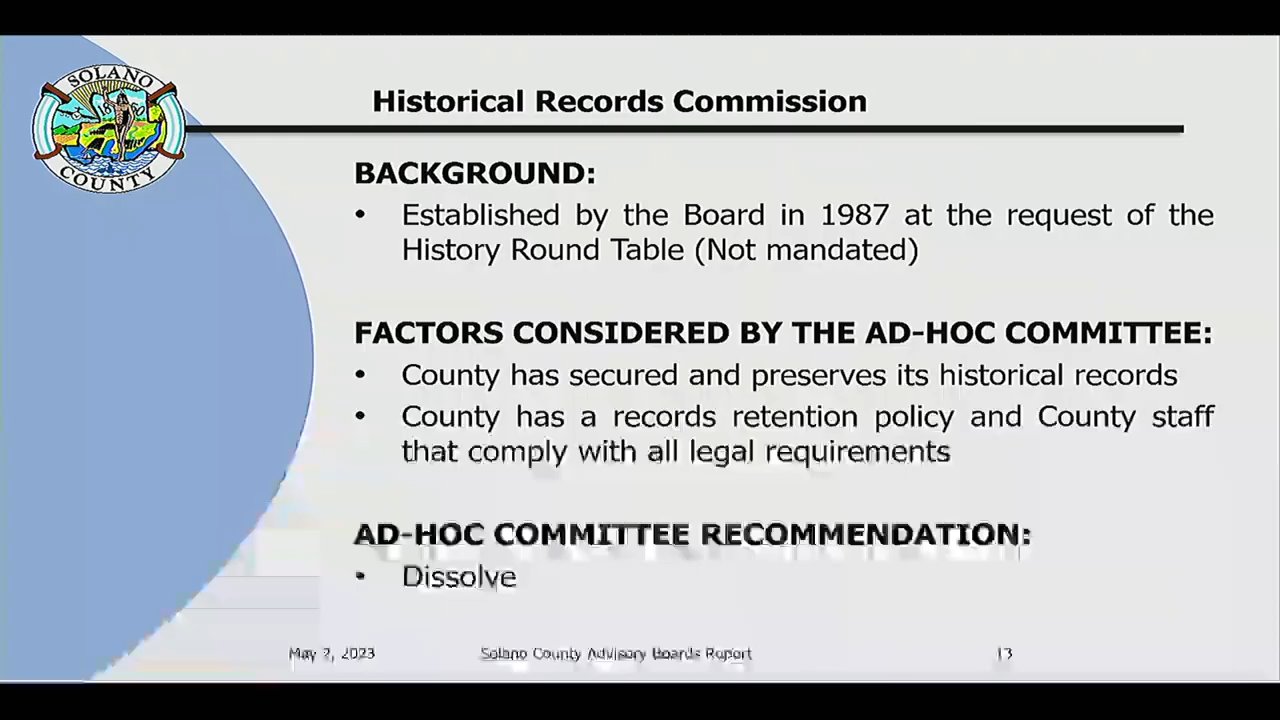 SOLANO
COUNTY
Historical Records Commission
BACKGROUND:
• Established by the Board in 1987 at the request of the
History Round Table (Not mandated)
FACTORS CONSIDERED BY THE AD-HOC COMMITTEE:
• County has secured and preserves its historical records
• County has a records retention policy and County staff
that comply with all legal requirements
AD-HOC COMMITTEE RECOMMENDATION:
• Dissolve
May 2, 2023 Solano County Advisory Boards Report 13